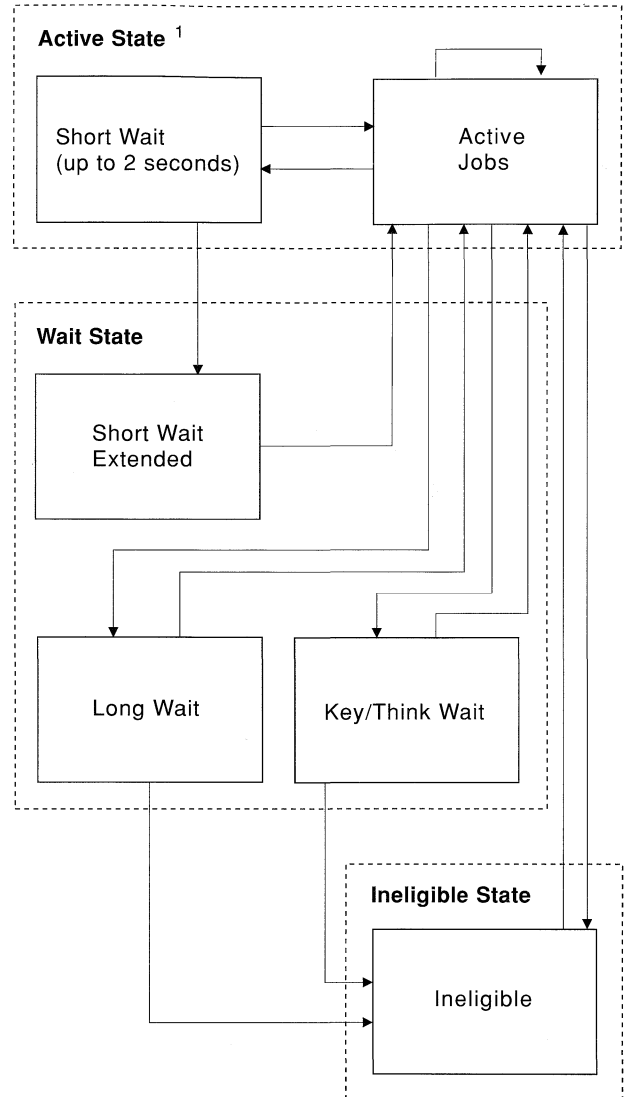 Active State 1
Short Wait
(up to 2 seconds)
Active
Jobs
Wait State
Short Wait
Extended
Long Wait
Key/Think Wait
Ineligible State
Ineligible